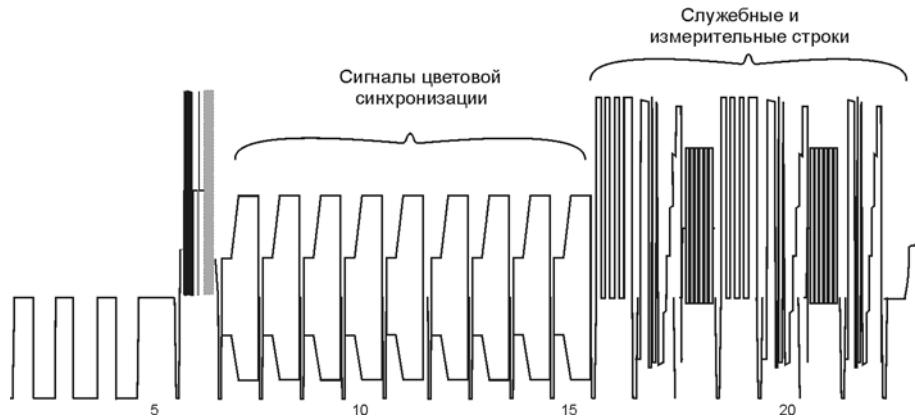 Служебные и
измерительные строки
Сигналы цветовой
синхронизации
5
10
15
20